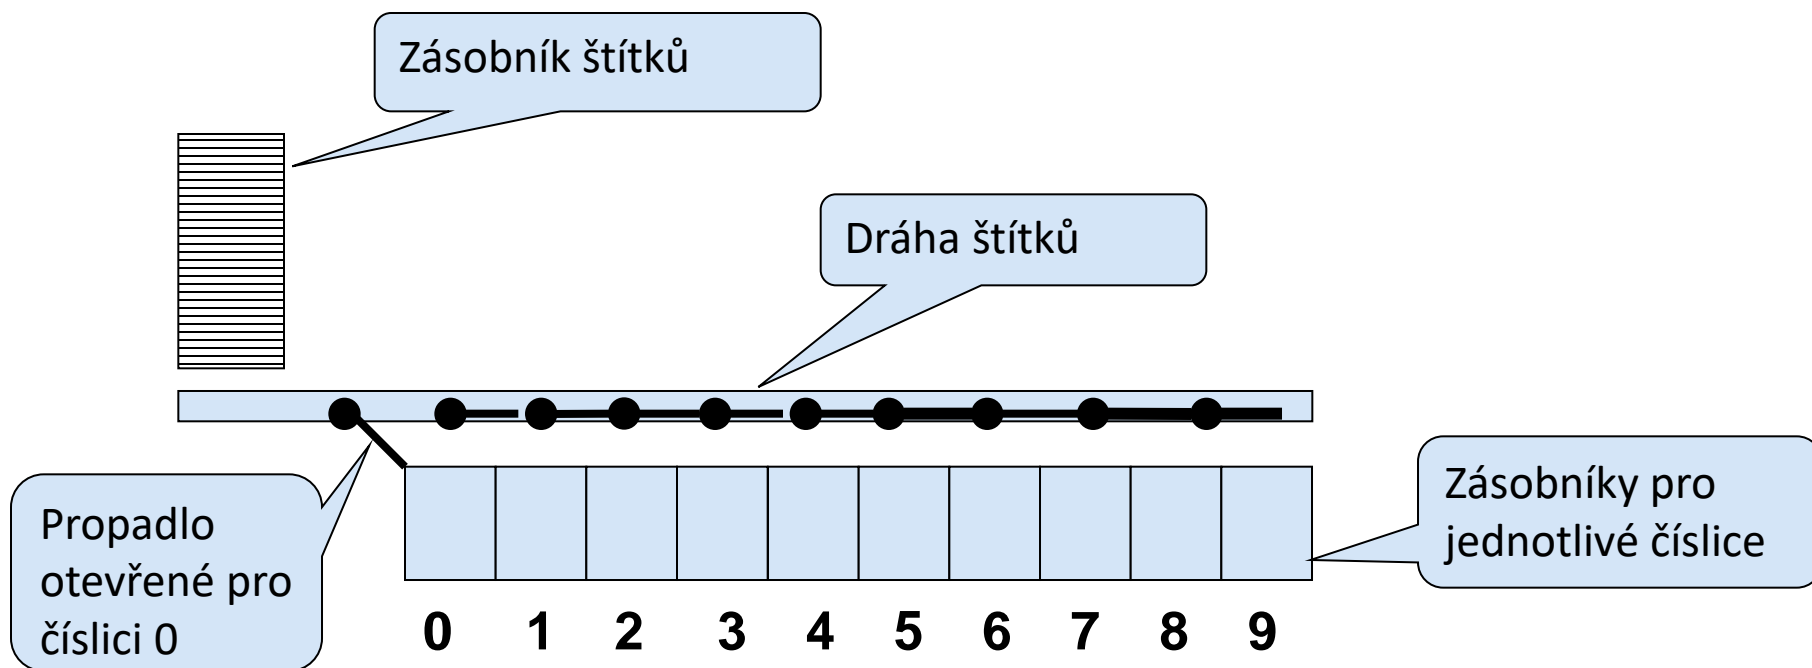 Zásobník štítků
Dráha štítků
Propadlo
otevřené pro
číslici 0
Zásobníky pro
jednotlivé číslice
0 1 2 3 4 5 6 7 8 9